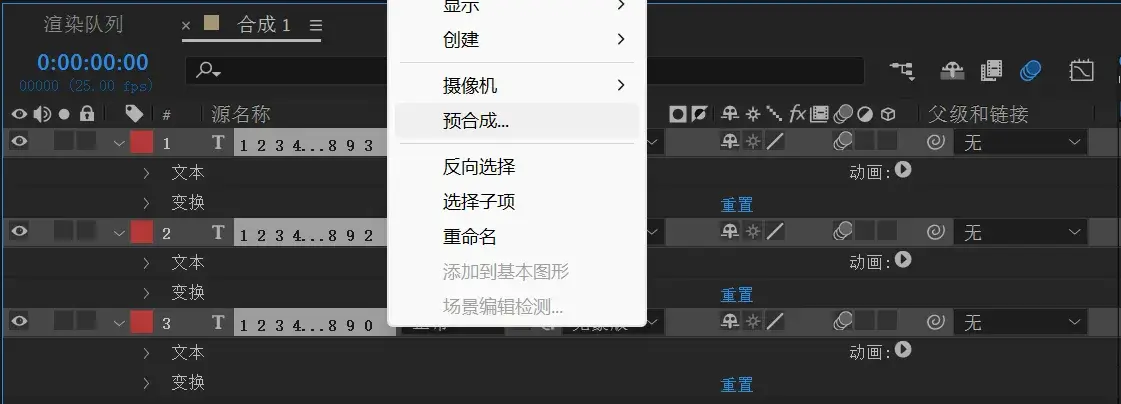 显示
渲染队列
× 合成 1
创建
0:00:00:00
00000 (25.00 fps)
摄像机
# 源名称
fx 父级和链接
预合成...
1 T 1 2 3 4...8 9 3 无
文本 动画:
反向选择
变换 重置
选择子项
2 T 1 2 3 4...8 9 2 无
重命名
文本 动画:
添加到基本图形
变换 重置
场景编辑检测...
3 T 1 2 3 4...8 9 0 无
文本 动画:
变换 重置